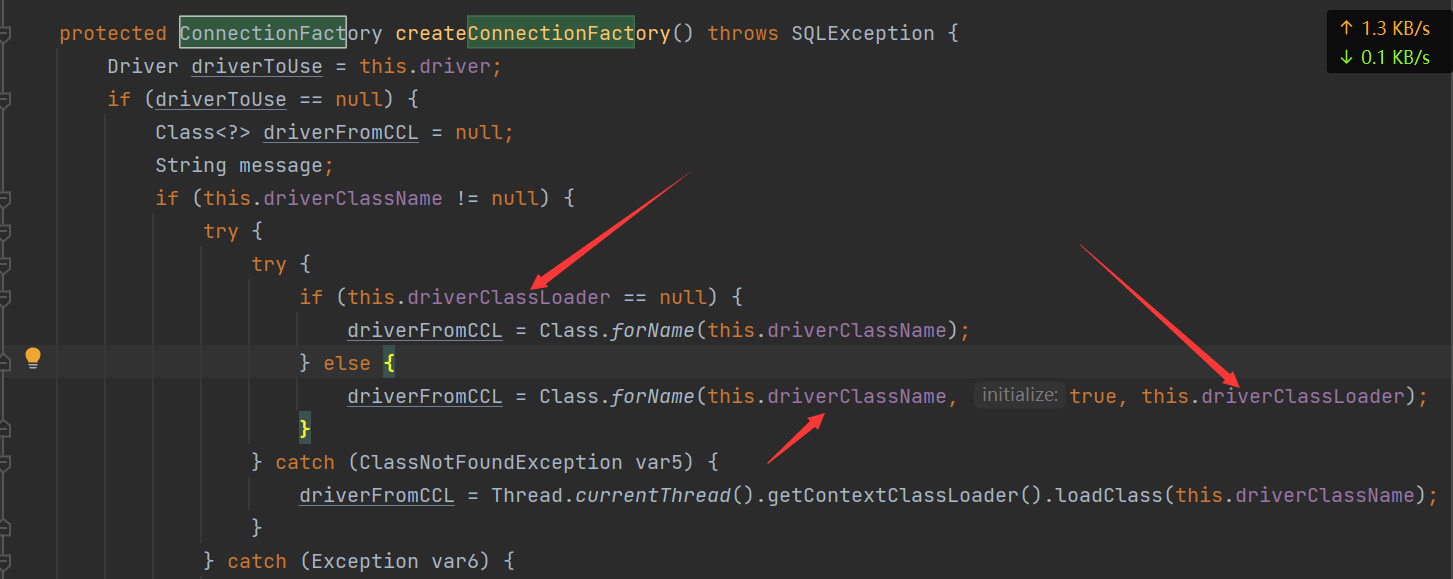 protected ConnectionFactory createConnectionFactory() throws SQLException {
↑ 1.3 KB/s
↓ 0.1 KB/s
Driver driverToUse = this.driver;
if (driverToUse == null) {
Class<?> driverFromCCL = null;
String message;
if (this.driverClassName != null) {
try {
try {
if (this.driverClassLoader == null) {
driverFromCCL = Class.forName(this.driverClassName);
} else {
driverFromCCL = Class.forName(this.driverClassName, initialize: true, this.driverClassLoader);
}
} catch (ClassNotFoundException var5) {
driverFromCCL = Thread.currentThread().getContextClassLoader().loadClass(this.driverClassName);
}
} catch (Exception var6) {